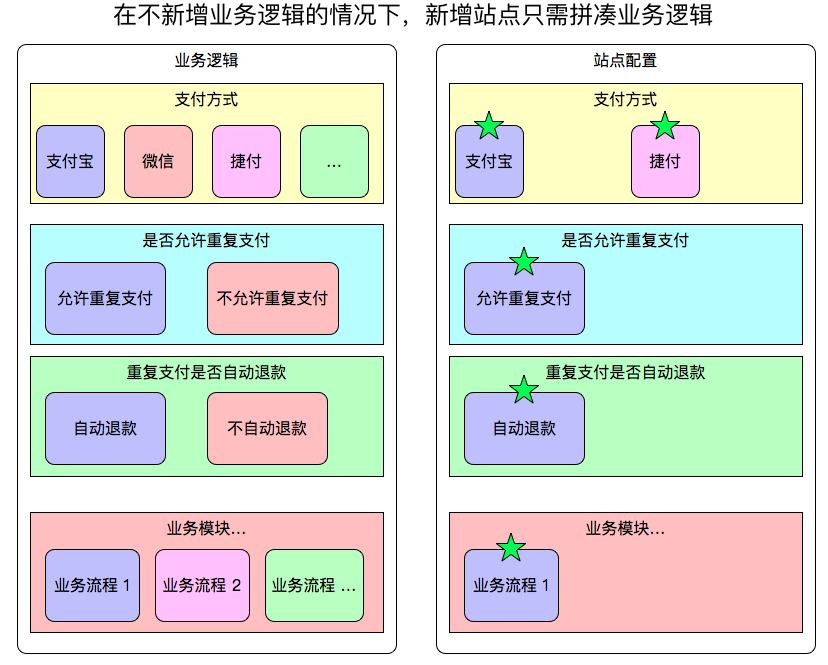 在不新增业务逻辑的情况下，新增站点只需拼凑业务逻辑
业务逻辑
支付方式
支付宝
微信
捷付
...
是否允许重复支付
允许重复支付
不允许重复支付
重复支付是否自动退款
自动退款
不自动退款
业务模块...
业务流程 1
业务流程 2
业务流程 ...
站点配置
支付方式
支付宝
捷付
是否允许重复支付
允许重复支付
重复支付是否自动退款
自动退款
业务模块...
业务流程 1